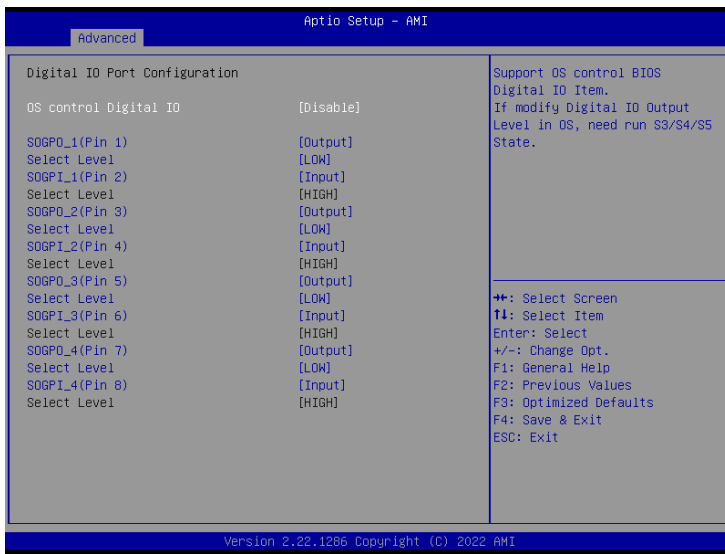 Aptio Setup - AMI
Advanced
Digital IO Port Configuration
OS control Digital IO [Disable]
SOGPO_1(Pin 1) [Output]
Select Level [LOW]
SOGPI_1(Pin 2) [Input]
Select Level [HIGH]
SOGPO_2(Pin 3) [Output]
Select Level [LOW]
SOGPI_2(Pin 4) [Input]
Select Level [HIGH]
SOGPO_3(Pin 5) [Output]
Select Level [LOW]
SOGPI_3(Pin 6) [Input]
Select Level [HIGH]
SOGPO_4(Pin 7) [Output]
Select Level [LOW]
SOGPI_4(Pin 8) [Input]
Select Level [HIGH]
Support OS control BIOS
Digital IO Item.
If modify Digital IO Output
Level in OS, need run S3/S4/S5
State.
→←: Select Screen
↑↓: Select Item
Enter: Select
+/-: Change Opt.
F1: General Help
F2: Previous Values
F3: Optimized Defaults
F4: Save & Exit
ESC: Exit
Version 2.22.1286 Copyright (C) 2022 AMI